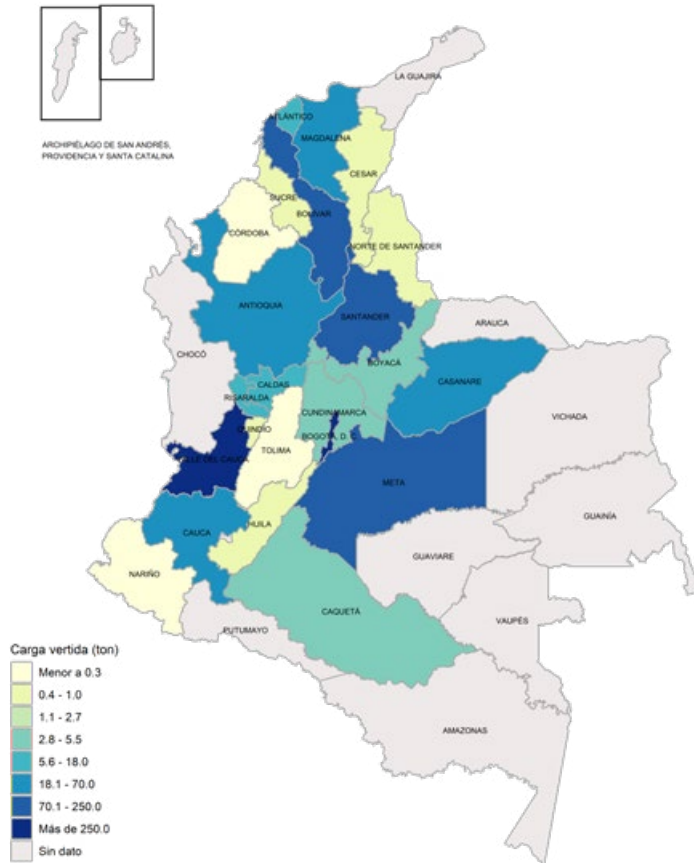 LA GUAJIRA
ATLÁNTICO
MAGDALENA
ARCHIPIÉLAGO DE SAN ANDRÉS,
PROVIDENCIA Y SANTA CATALINA
CESAR
SUCRE
BOLIVAR
CÓRDOBA
NORTE DE SANTANDER
ANTIOQUIA
SANTANDER
ARAUCA
CHOCÓ
BOYACÁ
CASANARE
CALDAS
RISARALDA
VICHADA
CUNDINAMARCA
QUINDÍO
BOGOTÁ, D. C.
TOLIMA
VALLE DEL CAUCA
META
GUAINÍA
HUILA
CAUCA
GUAVIARE
NARIÑO
CAQUETÁ
VAUPÉS
PUTUMAYO
AMAZONAS
Carga vertida (ton)
Menor a 0.3
0.4 - 1.0
1.1 - 2.7
2.8 - 5.5
5.6 - 18.0
18.1 - 70.0
70.1 - 250.0
Más de 250.0
Sin dato